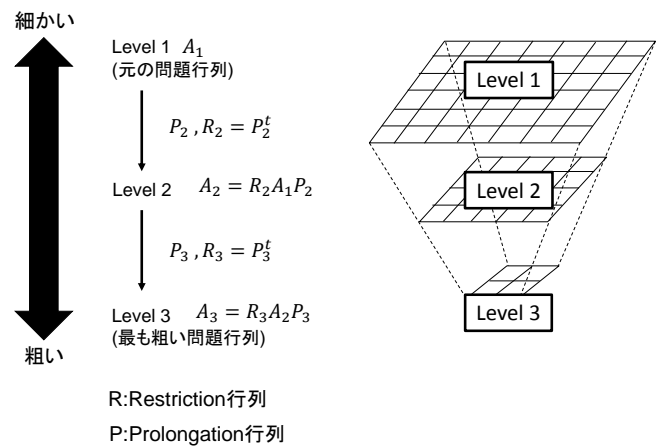 細かい
Level 1 A₁
(元の問題行列)
P₂ , R₂ = P₂ᵗ
Level 2 A₂ = R₂A₁P₂
P₃ , R₃ = P₃ᵗ
Level 3 A₃ = R₃A₂P₃
(最も粗い問題行列)
粗い
R:Restriction行列
P:Prolongation行列
Level 1
Level 2
Level 3